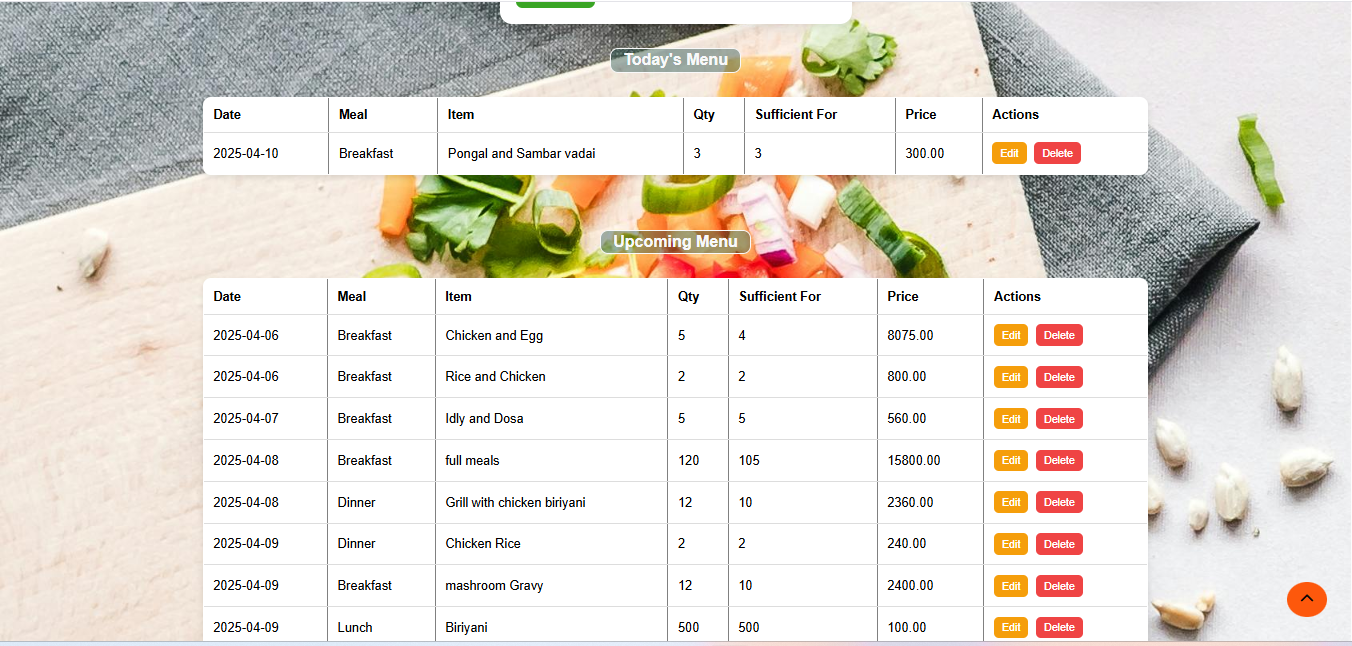 Today's Menu
Date Meal Item Qty Sufficient For Price Actions
2025-04-10 Breakfast Pongal and Sambar vadai 3 3 300.00 Edit Delete
Upcoming Menu
Date Meal Item Qty Sufficient For Price Actions
2025-04-06 Breakfast Chicken and Egg 5 4 8075.00 Edit Delete
2025-04-06 Breakfast Rice and Chicken 2 2 800.00 Edit Delete
2025-04-07 Breakfast Idly and Dosa 5 5 560.00 Edit Delete
2025-04-08 Breakfast full meals 120 105 15800.00 Edit Delete
2025-04-08 Dinner Grill with chicken biriyani 12 10 2360.00 Edit Delete
2025-04-09 Dinner Chicken Rice 2 2 240.00 Edit Delete
2025-04-09 Breakfast mashroom Gravy 12 10 2400.00 Edit Delete
2025-04-09 Lunch Biriyani 500 500 100.00 Edit Delete